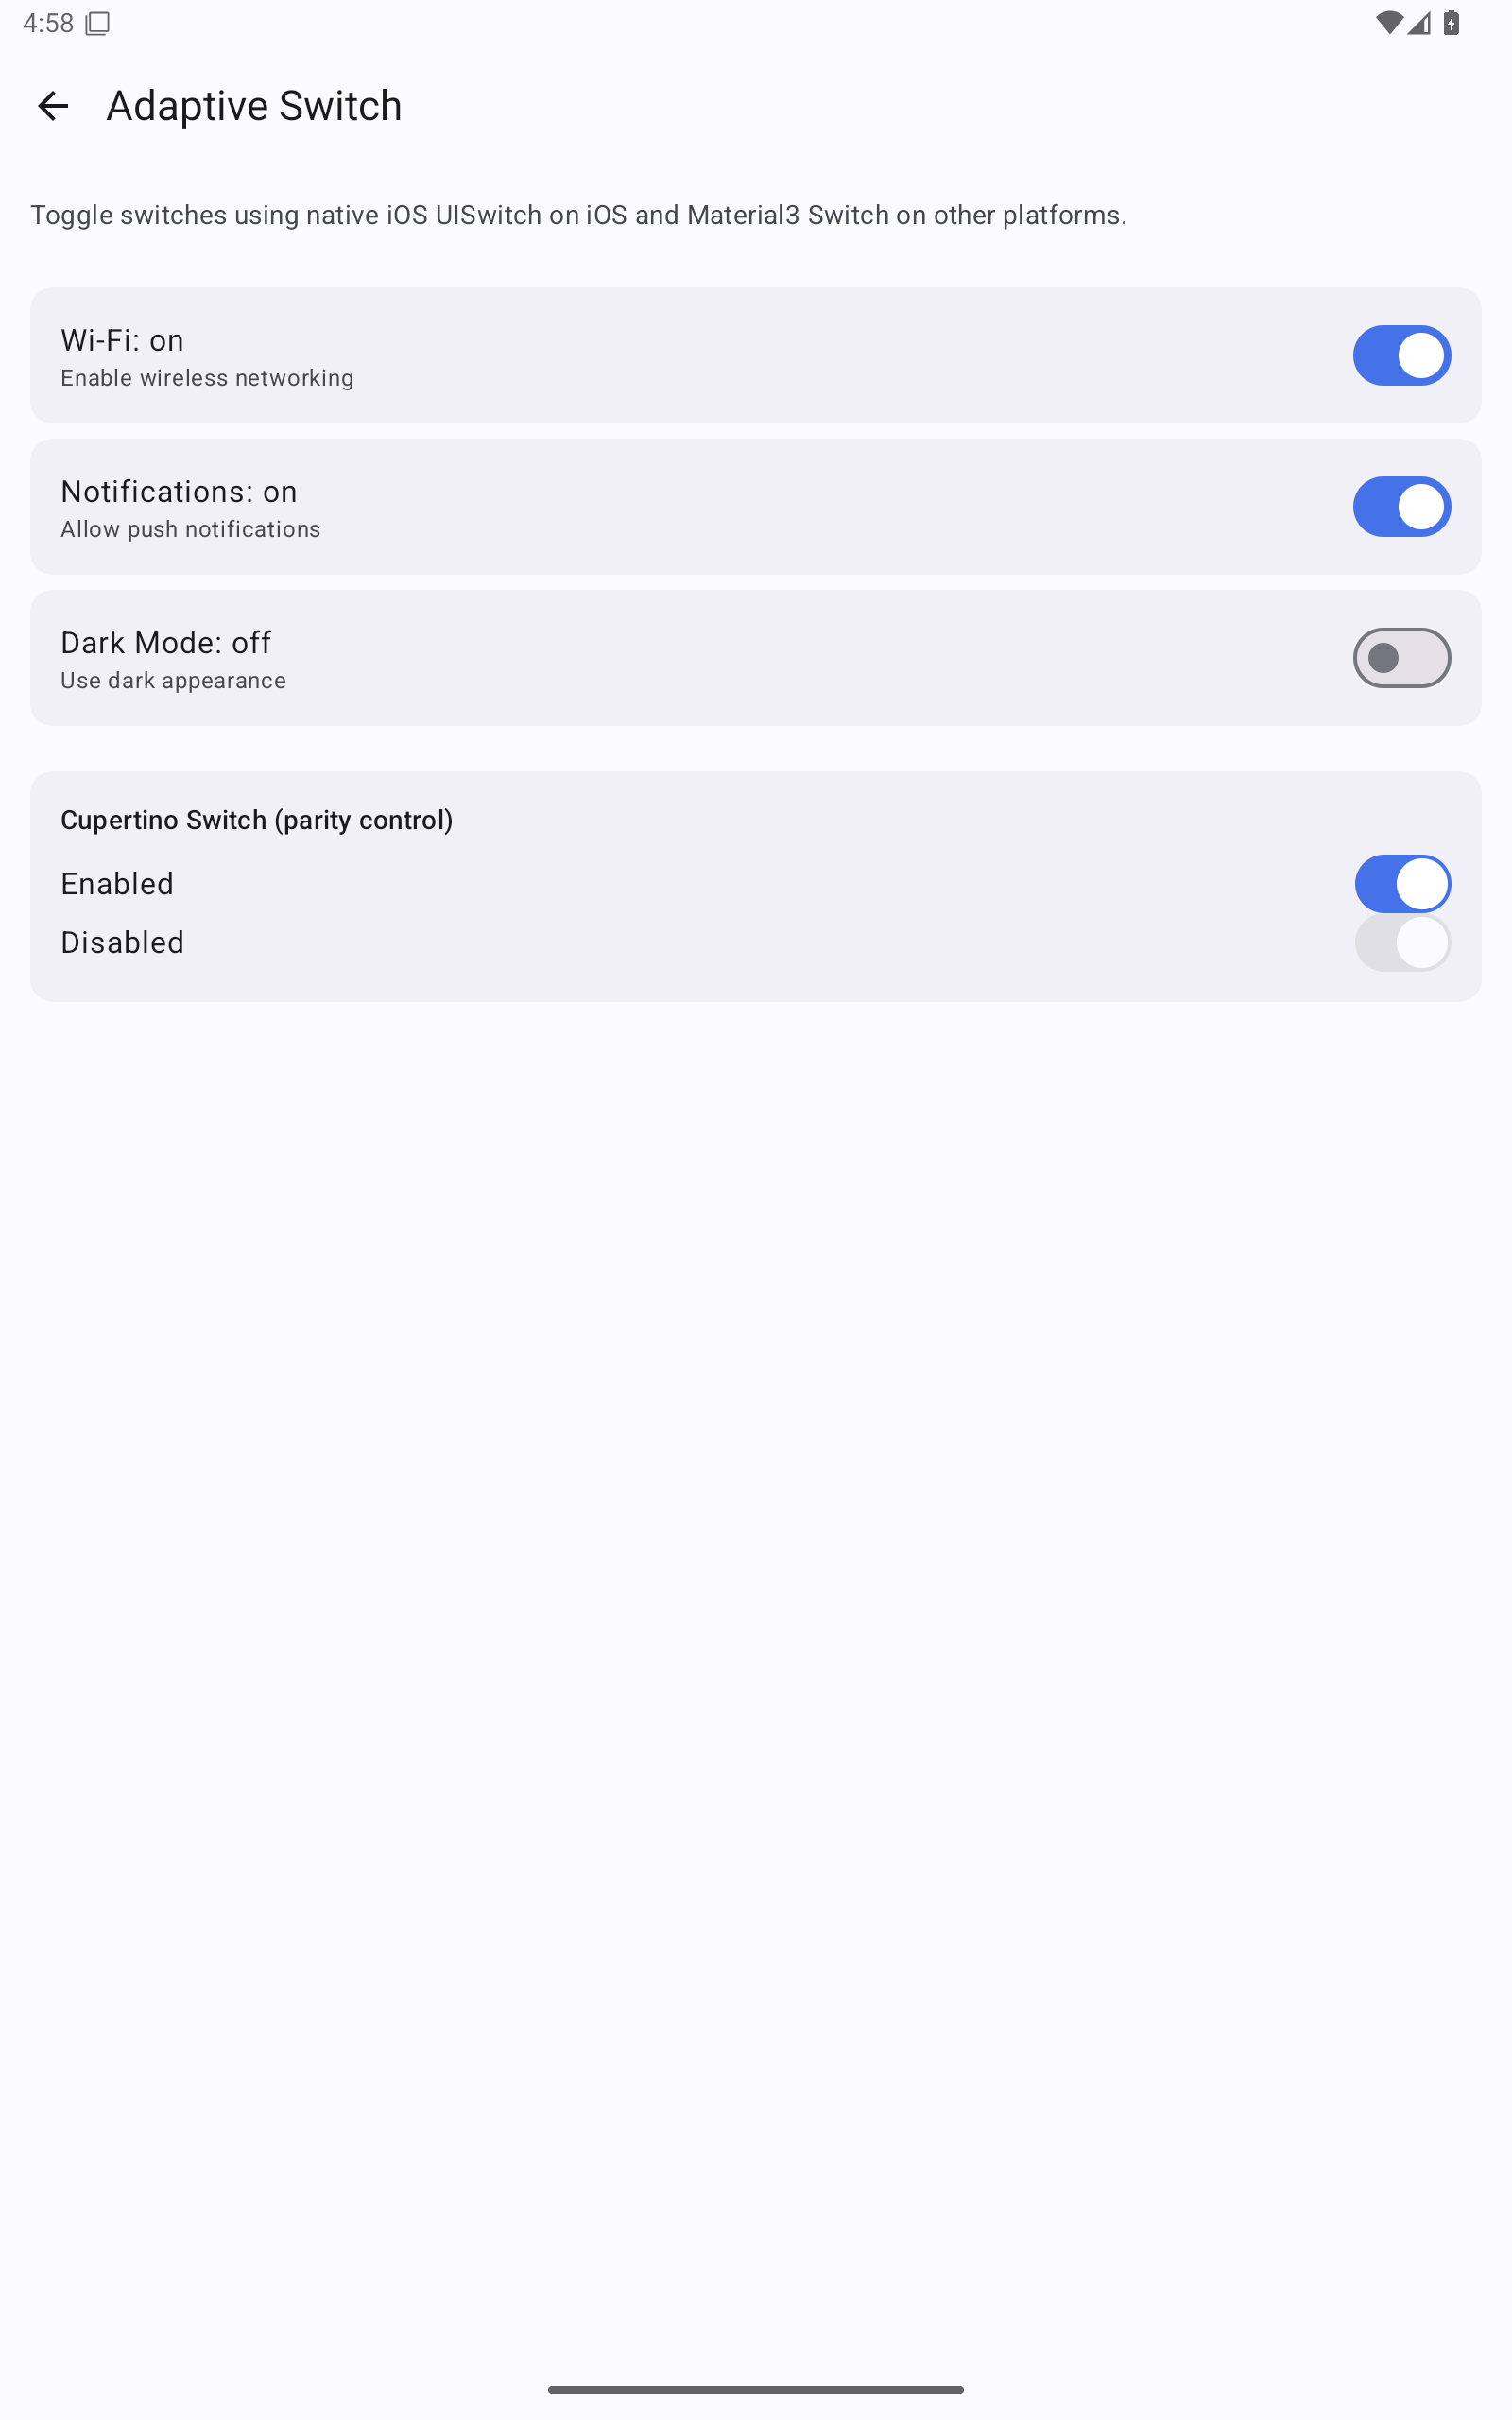 4:58
Adaptive Switch
Toggle switches using native iOS UISwitch on iOS and Material3 Switch on other platforms.
Wi-Fi: on
Enable wireless networking
Notifications: on
Allow push notifications
Dark Mode: off
Use dark appearance
Cupertino Switch (parity control)
Enabled
Disabled